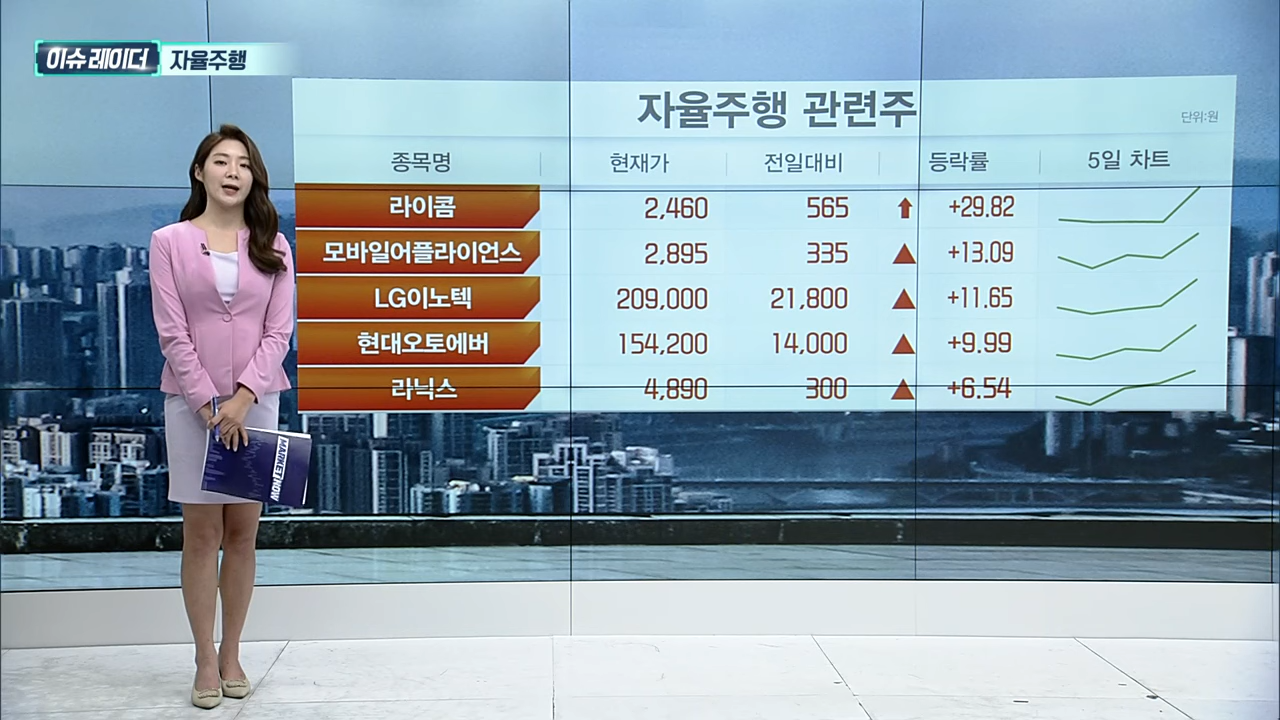 이슈 레이더 자율주행
자율주행 관련주
단위:원
종목명 현재가 전일대비 등락률 5일 차트
라이콤 2,460 565 ⬆ +29.82
모바일어플라이언스 2,895 335 ▲ +13.09
LG이노텍 209,000 21,800 ▲ +11.65
현대오토에버 154,200 14,000 ▲ +9.99
라닉스 4,890 300 ▲ +6.54
MARKET NOW